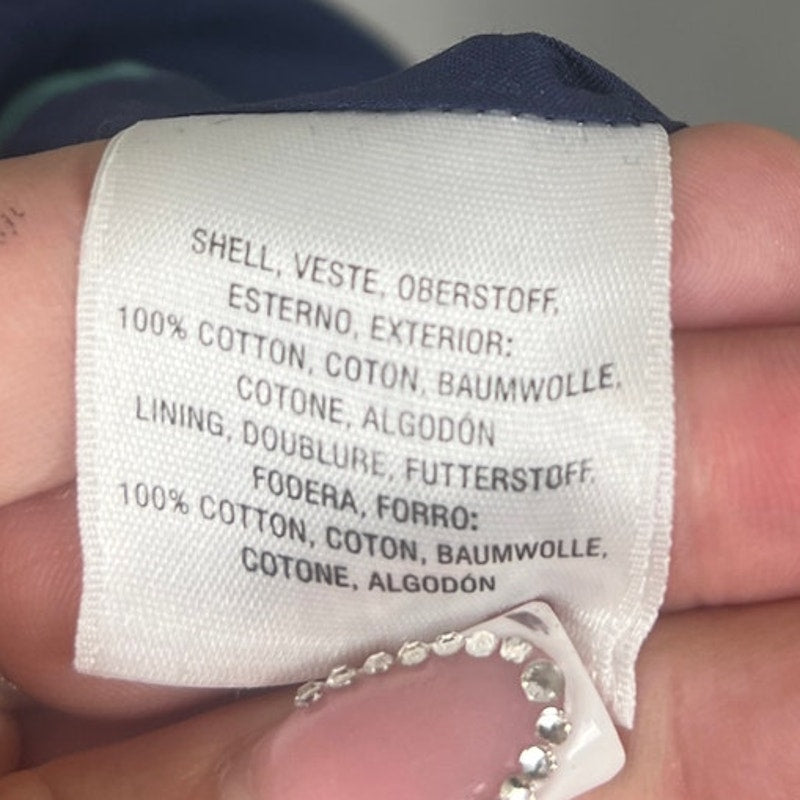 SHELL, VESTE, OBERSTOFF,
ESTERNO, EXTERIOR:
100% COTTON, COTON, BAUMWOLLE,
COTONE, ALGODÓN
LINING, DOUBLURE, FUTTERSTOFF,
FODERA, FORRO:
100% COTTON, COTON, BAUMWOLLE,
COTONE, ALGODÓN